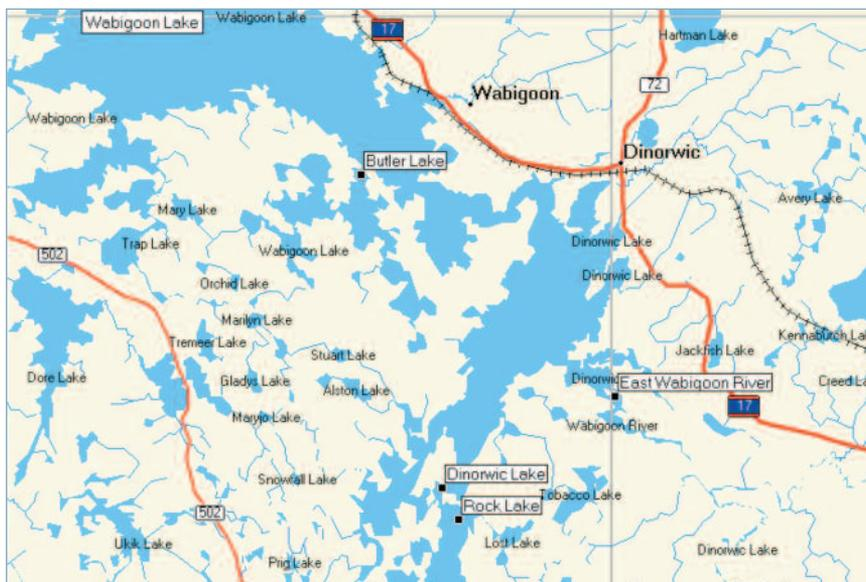 Wabigoon Lake
Wabigoon Lake
17
Hartman Lake
72
Wabigoon
Wabigoon Lake
Dinorwic
Butler Lake
Avery Lake
Mary Lake
Trap Lake
Wabigoon Lake
Dinorwic Lake
502
Dinorwic Lake
Orchid Lake
Marilyn Lake
Tremeer Lake
Stuart Lake
Jackfish Lake
Dore Lake
Gladys Lake
Alston Lake
Dinorwic
East Wabigoon River
Creed L
17
Maryjo Lake
Wabigoon River
Snowfall Lake
Dinorwic Lake
Tobacco Lake
Rock Lake
502
Ukik Lake
Lost Lake
Dinorwic Lake
Prig Lake